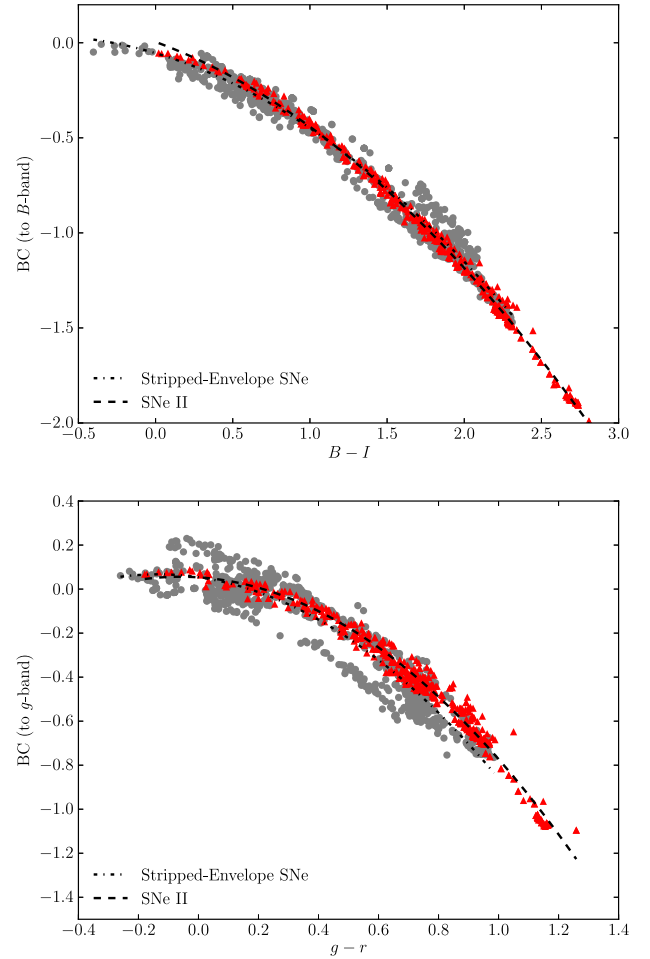 0.0
−0.5
−1.0
−1.5
−2.0
BC (to B-band)
Stripped-Envelope SNe
SNe II
−0.5 0.0 0.5 1.0 1.5 2.0 2.5 3.0
B − I
0.4
0.2
0.0
−0.2
−0.4
−0.6
−0.8
−1.0
−1.2
−1.4
BC (to g-band)
Stripped-Envelope SNe
SNe II
−0.4 −0.2 0.0 0.2 0.4 0.6 0.8 1.0 1.2 1.4
g − r